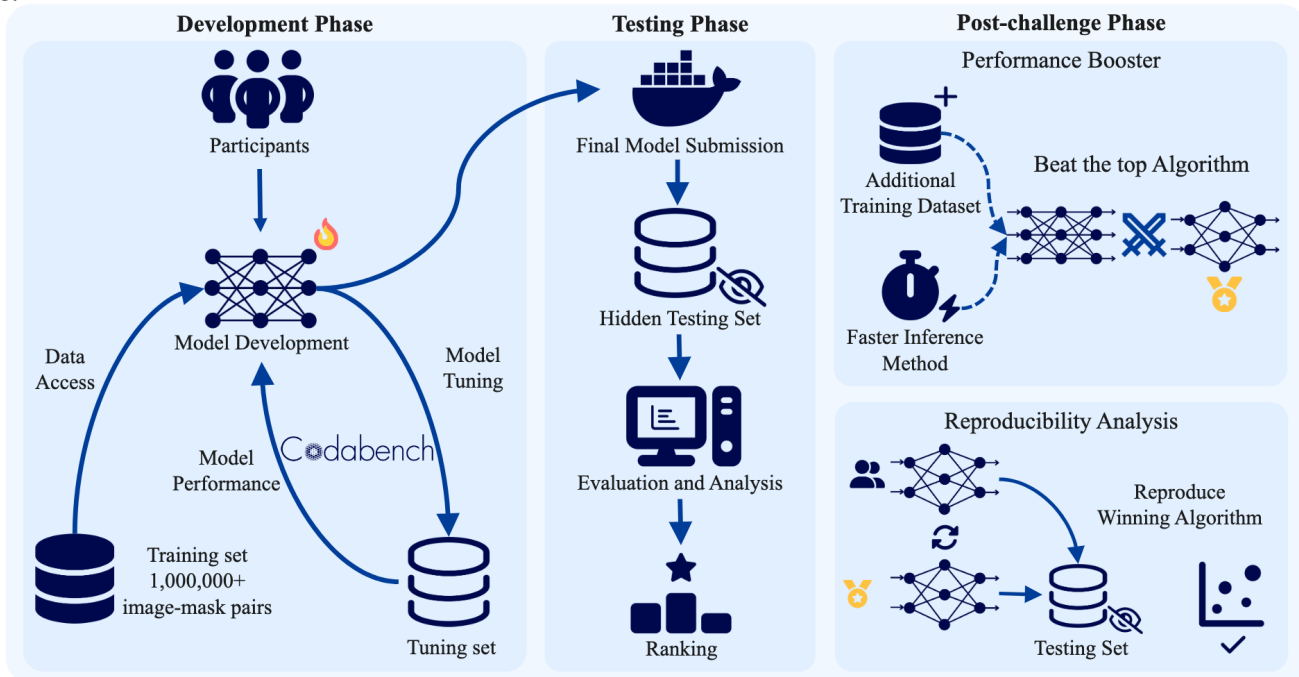 Development Phase
Participants
Model Development
Data
Access
Model
Tuning
Codabench
Model
Performance
Training set
1,000,000+
image-mask pairs
Tuning set
Testing Phase
Final Model Submission
Hidden Testing Set
Evaluation and Analysis
Ranking
Post-challenge Phase
Performance Booster
Additional
Training Dataset
Beat the top Algorithm
Faster Inference
Method
Reproducibility Analysis
Reproduce
Winning Algorithm
Testing Set